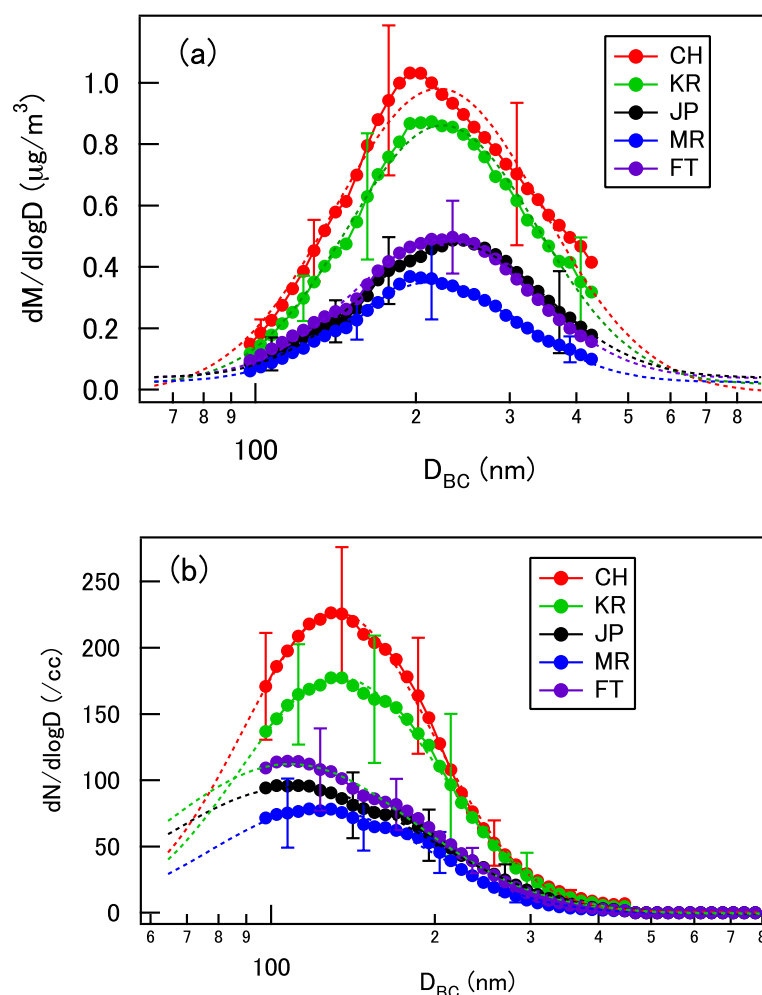 (a)
CH
KR
JP
MR
FT
1.0
0.8
0.6
0.4
0.2
0.0
dM/dlogD (μg/m³)
7 8 9 2 3 4 5 6 7 8
100
D_BC (nm)
(b)
CH
KR
JP
MR
FT
250
200
150
100
50
0
dN/dlogD (/cc)
6 7 8 9 2 3 4 5 6 7 8
100
D_BC (nm)